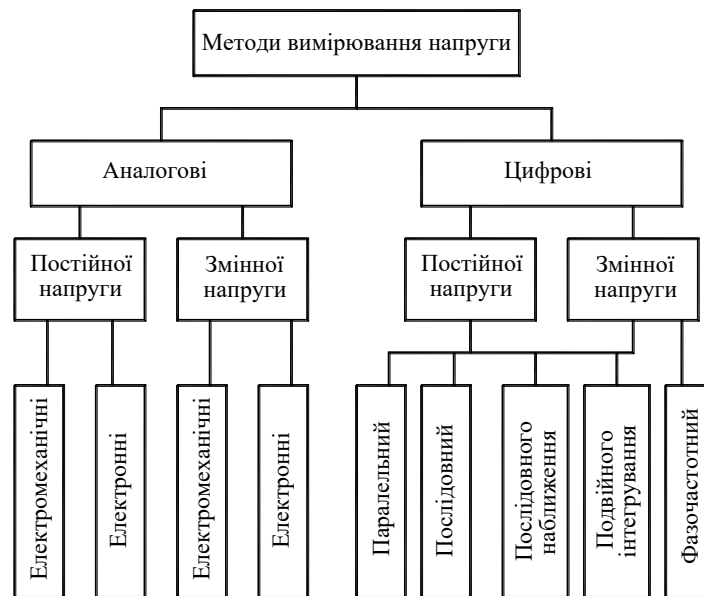 Методи вимірювання напруги
Аналогові
Цифрові
Постійної
напруги
Змінної
напруги
Постійної
напруги
Змінної
напруги
Електромеханічні
Електронні
Електромеханічні
Електронні
Паралельний
Послідовний
Послідовного
наближення
Подвійного
інтегрування
Фазочастотний